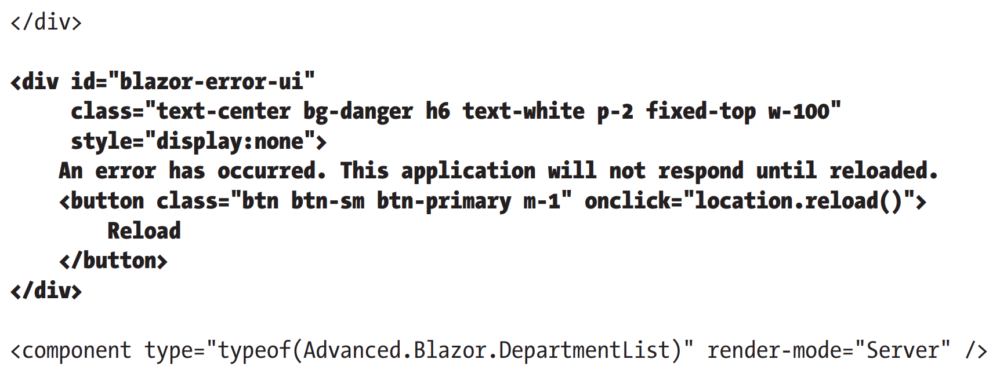 </div>
<div id="blazor-error-ui"
class="text-center bg-danger h6 text-white p-2 fixed-top w-100"
style="display:none">
An error has occurred. This application will not respond until reloaded.
<button class="btn btn-sm btn-primary m-1" onclick="location.reload()">
Reload
</button>
</div>
<component type="typeof(Advanced.Blazor.DepartmentList)" render-mode="Server" />